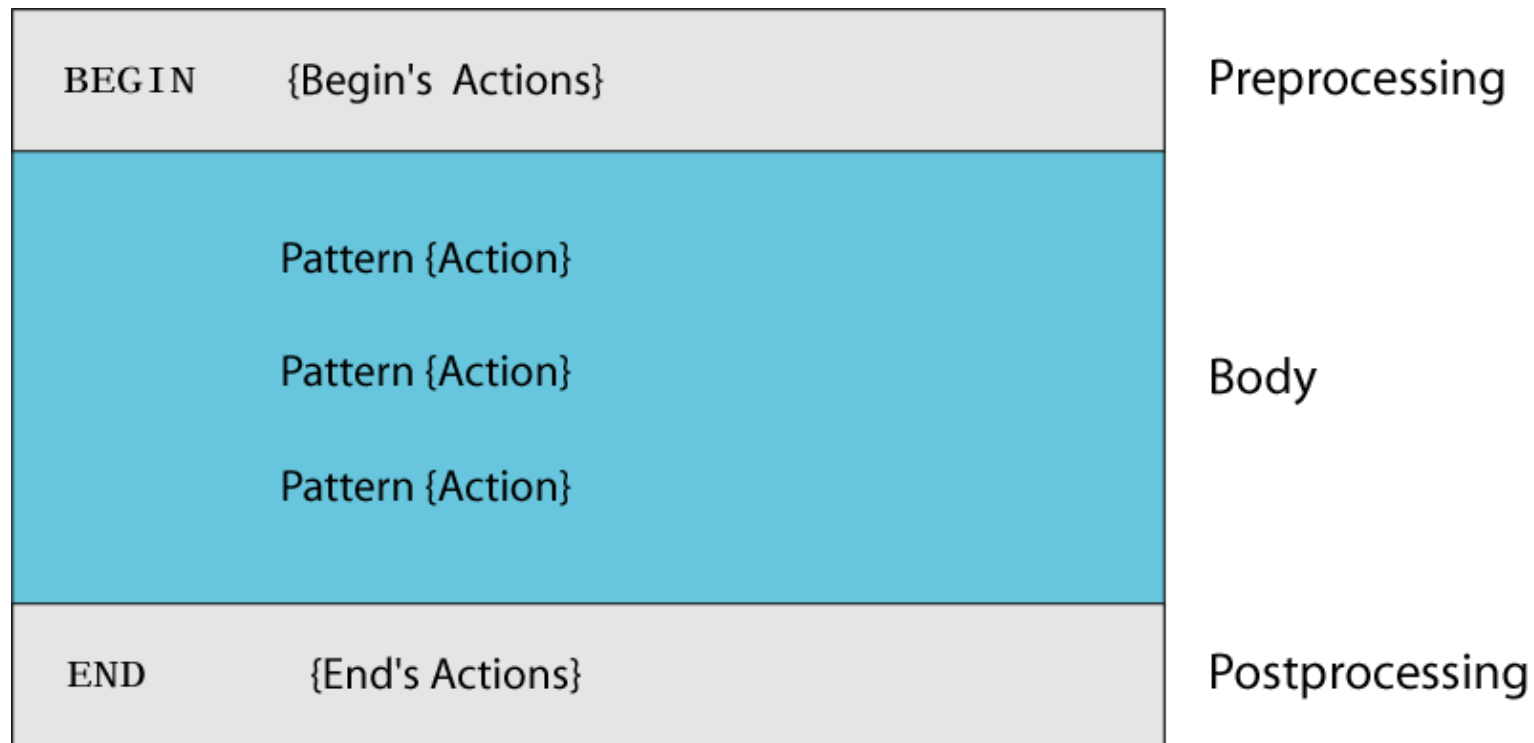 BEGIN {Begin's Actions} Preprocessing
Pattern {Action}
Pattern {Action} Body
Pattern {Action}
END {End's Actions} Postprocessing